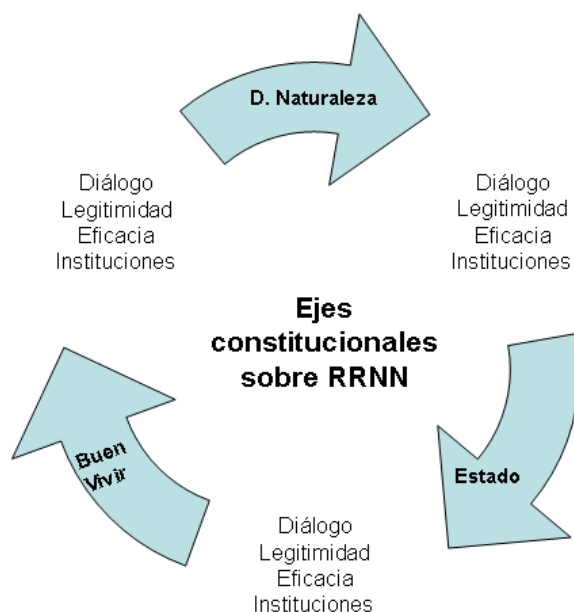 D. Naturaleza
Diálogo
Legitimidad
Eficacia
Instituciones
Diálogo
Legitimidad
Eficacia
Instituciones
Ejes
constitucionales
sobre RRNN
Buen
Vivir
Estado
Diálogo
Legitimidad
Eficacia
Instituciones